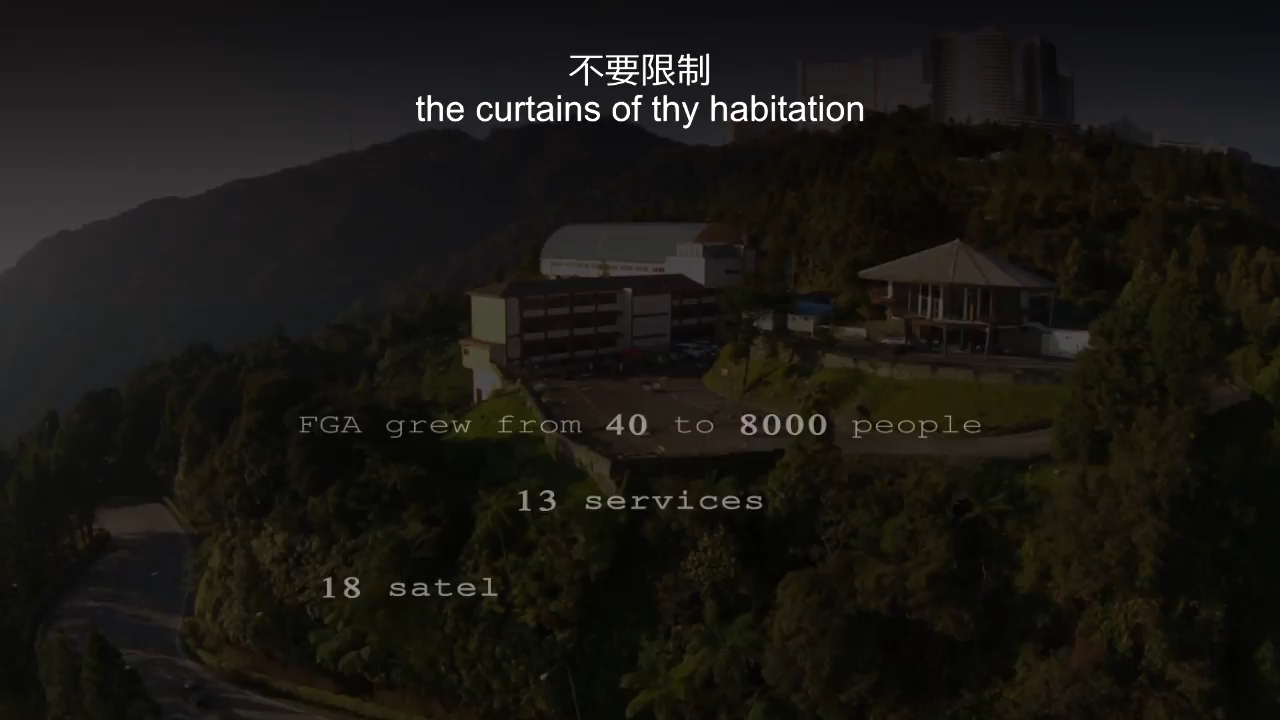 不要限制
the curtains of thy habitation
FGA grew from 40 to 8000 people
13 services
18 satel